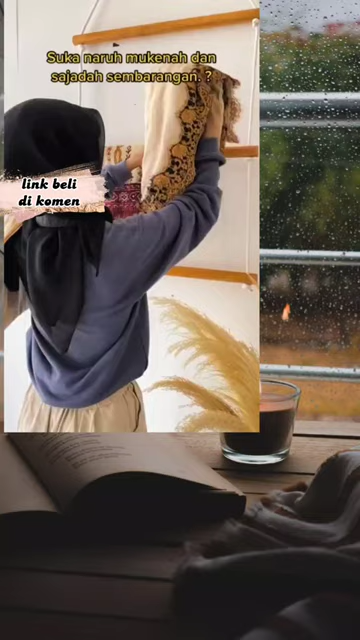 Suka naruh mukenah dan
sajadah sembarangan. ?
link beli
di komen